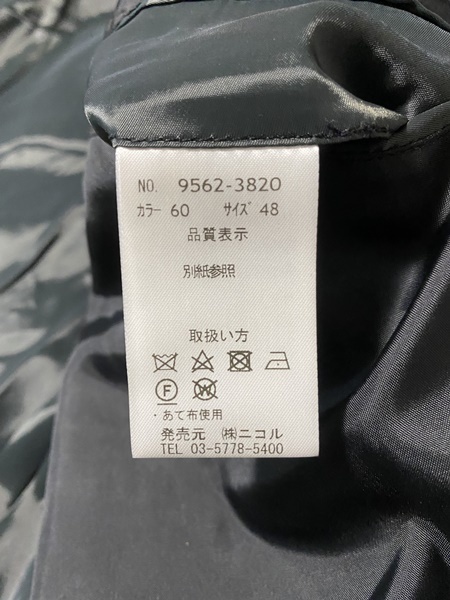 NO. 9562-3820
カラー 60 サイズ 48
品質表示
別紙参照
取扱い方
F W
・あて布使用
発売元 ㈱ニコル
TEL 03-5778-5400